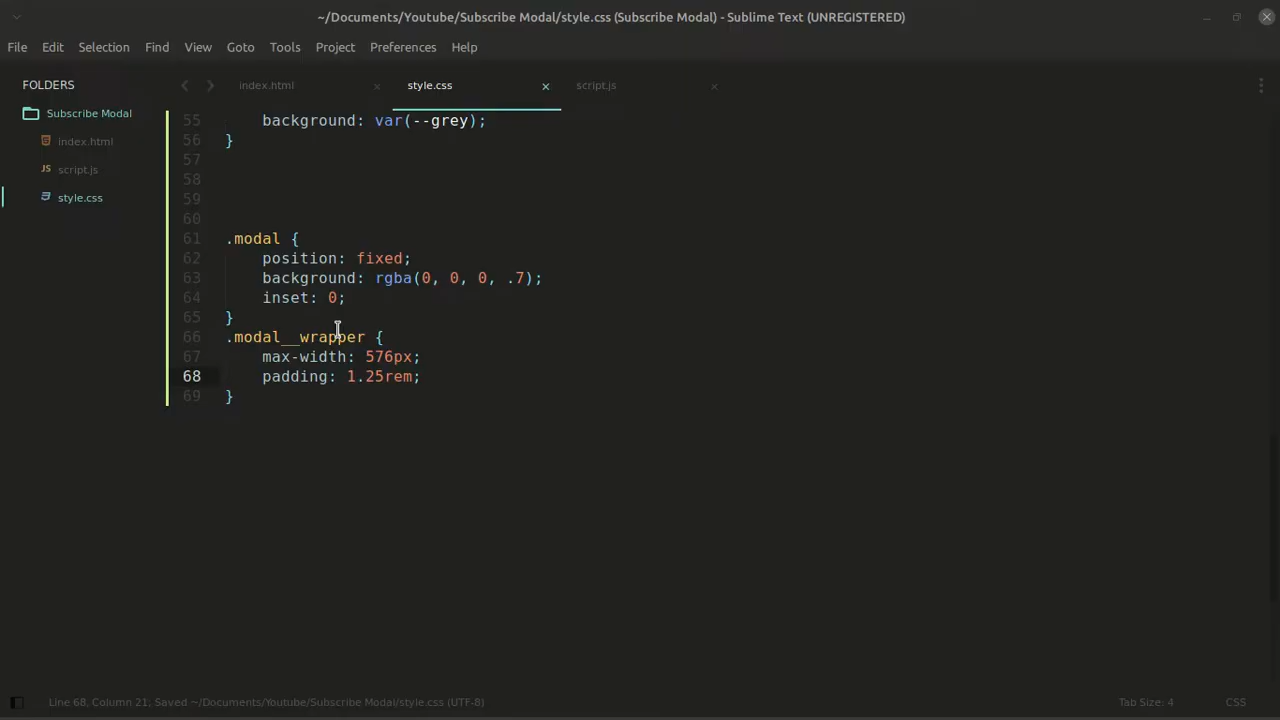 ~/Documents/Youtube/Subscribe Modal/style.css (Subscribe Modal) - Sublime Text (UNREGISTERED)
File Edit Selection Find View Goto Tools Project Preferences Help
FOLDERS
Subscribe Modal
index.html
JS script.js
style.css
index.html × style.css × script.js ×
55 background: var(--grey);
56 }
57
58
59
60
61 .modal {
62 position: fixed;
63 background: rgba(0, 0, 0, .7);
64 inset: 0;
65 }
66 .modal__wrapper {
67 max-width: 576px;
68 padding: 1.25rem;
69 }
Line 68, Column 21; Saved ~/Documents/Youtube/Subscribe Modal/style.css (UTF-8) Tab Size: 4 CSS